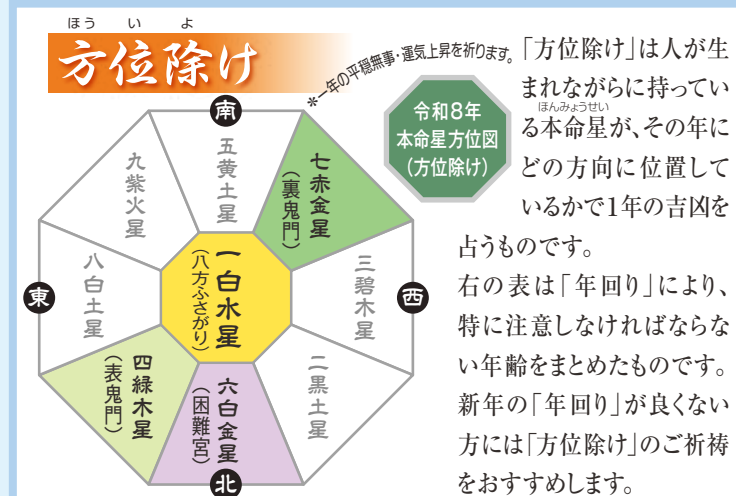 ほう い よ
方位除け
*一年の平穏無事・運気上昇を祈ります。
令和8年
本命星方位図
(方位除け)
南
五黄土星
七赤金星
(裏鬼門)
九紫火星
三碧木星
西
八白土星
東
一白水星
(八方ふさがり)
二黒土星
四緑木星
(表鬼門)
六白金星
(困難宮)
北
「方位除け」は人が生
まれながらに持ってい
ほんみょうせい
る本命星が、その年に
どの方向に位置して
いるかで1年の吉凶を
占うものです。
右の表は「年回り」により、
特に注意しなければならな
い年齢をまとめたものです。
新年の「年回り」が良くない
方には「方位除け」のご祈祷
をおすすめします。